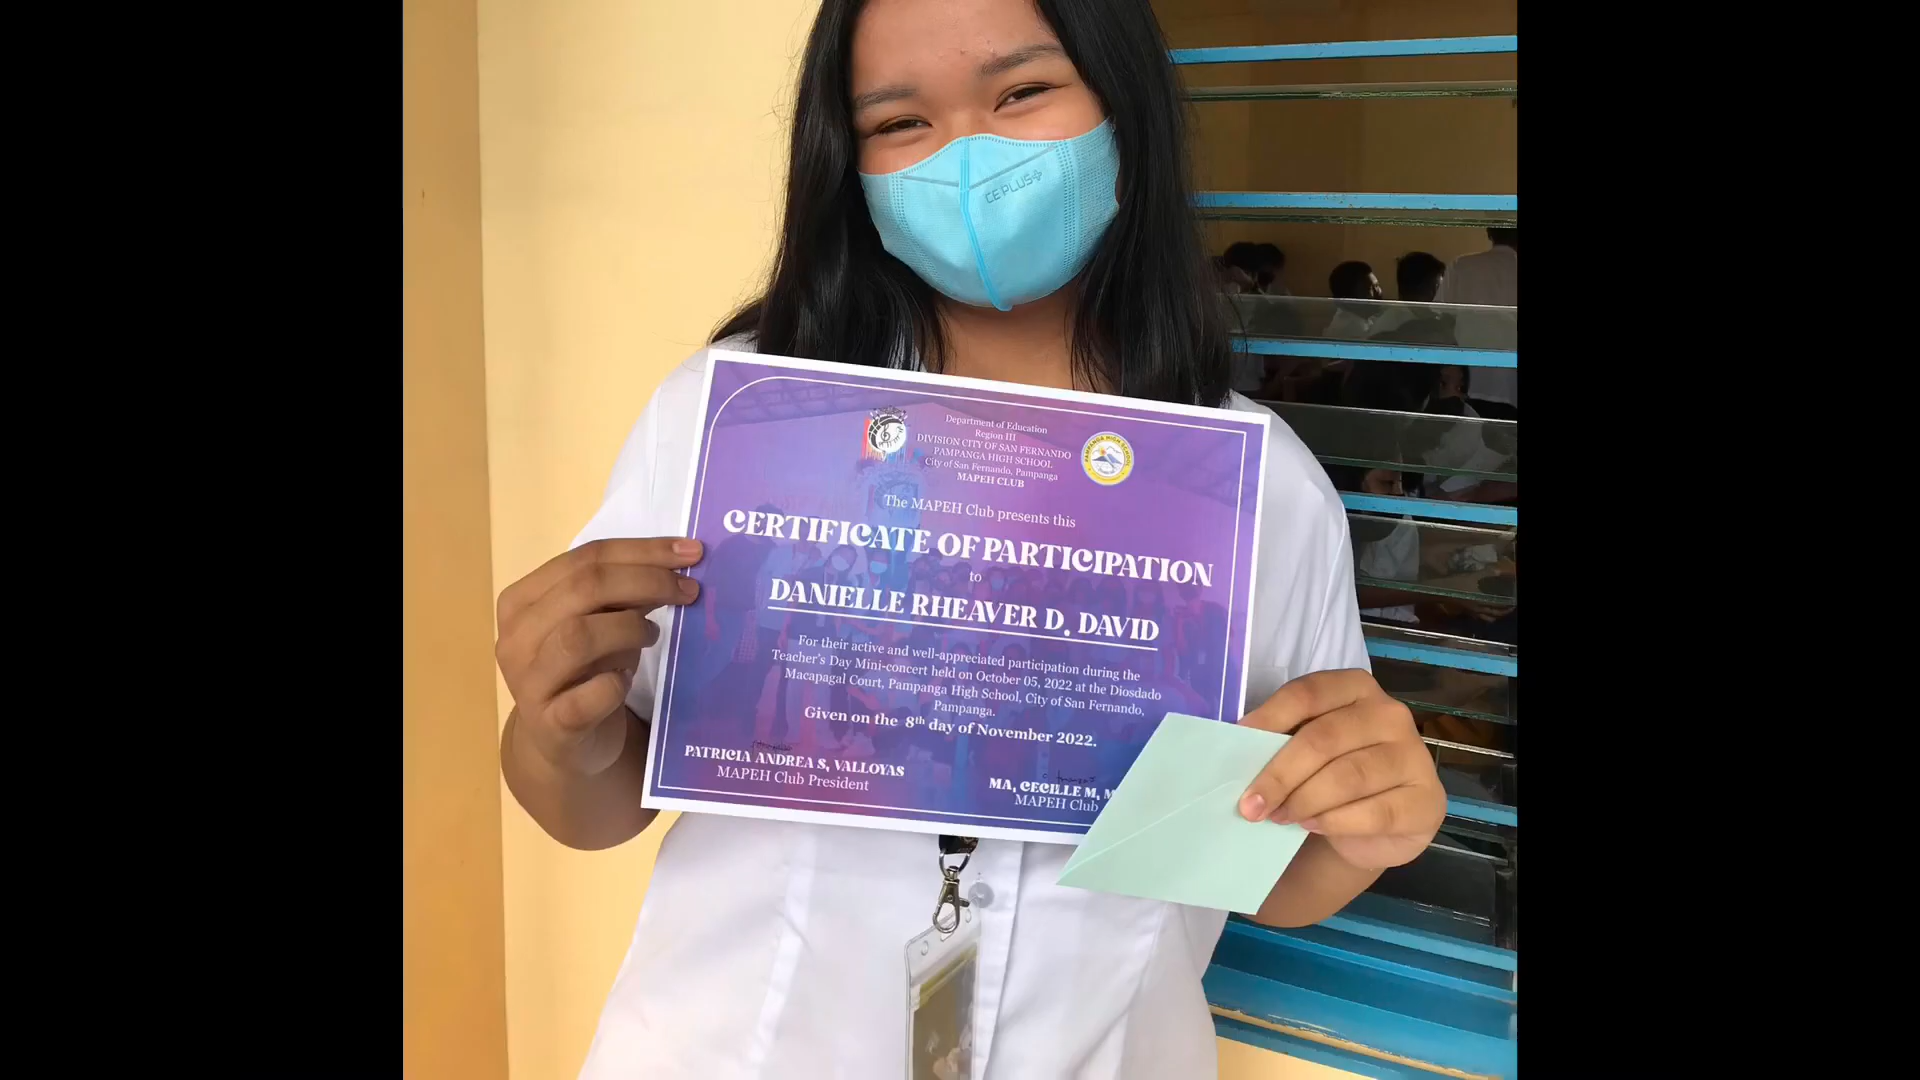 CE PLUS+
Department of Education
Region III
DIVISION CITY OF SAN FERNANDO
PAMPANGA HIGH SCHOOL
City of San Fernando, Pampanga
MAPEH CLUB
PAMPANGA HIGH SCHOOL
The MAPEH Club presents this
CERTIFICATE OF PARTICIPATION
to
DANIELLE RHEAVER D. DAVID
For their active and well-appreciated participation during the
Teacher's Day Mini-concert held on October 05, 2022 at the Diosdado
Macapagal Court, Pampanga High School, City of San Fernando,
Pampanga.
Given on the 8th day of November 2022.
PATRICIA ANDREA S, VALLOYAS
MAPEH Club President
MA, CECILLE M,
MAPEH Club